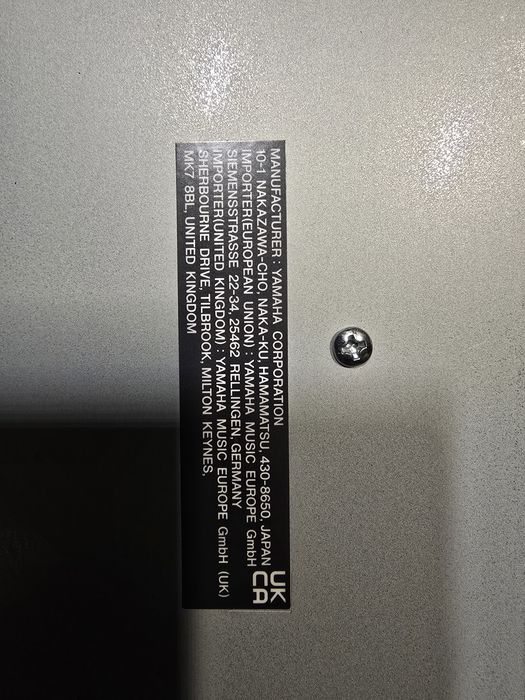 MANUFACTURER : YAMAHA CORPORATION
10-1 NAKAZAWA-CHO, NAKA-KU, HAMAMATSU, 430-8650, JAPAN
IMPORTER(EUROPEAN UNION) : YAMAHA MUSIC EUROPE GmbH
SIEMENSSTRASSE 22-34, 25462 RELLINGEN, GERMANY
IMPORTER(UNITED KINGDOM) : YAMAHA MUSIC EUROPE GmbH (UK)
SHERBOURNE DRIVE, TILBROOK, MILTON KEYNES,
MK7 8BL, UNITED KINGDOM
UK
CA